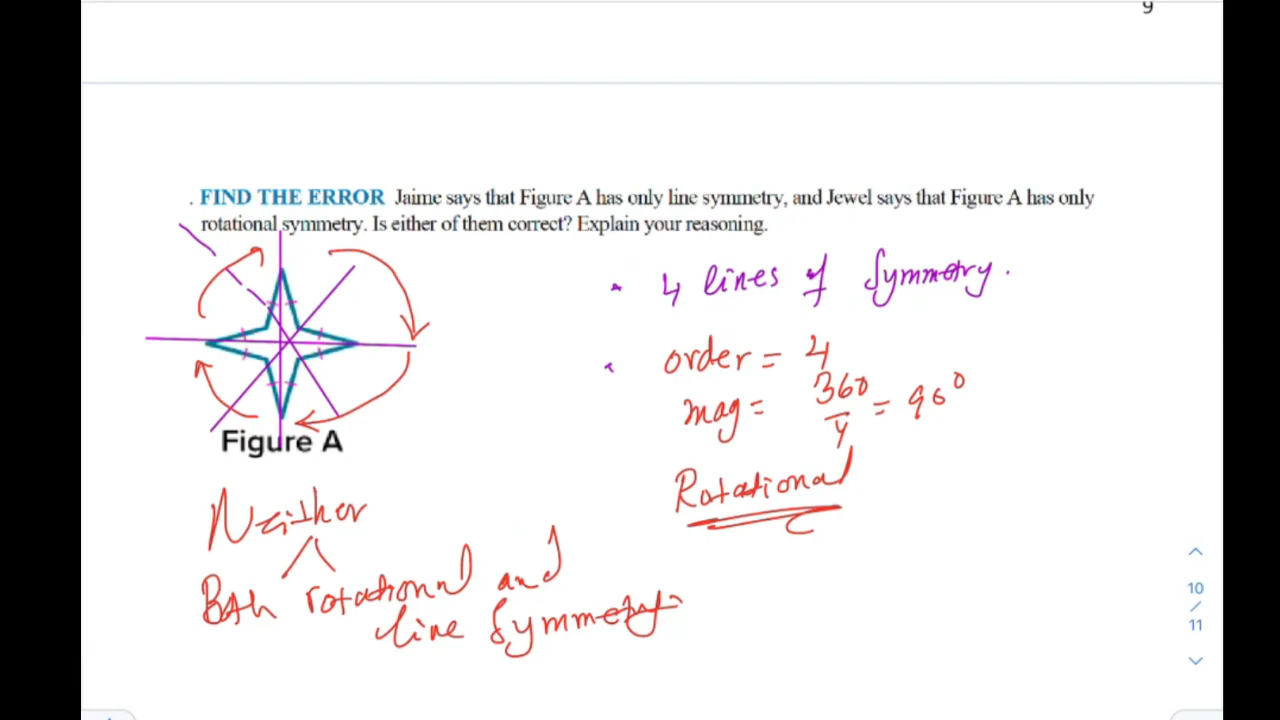 . FIND THE ERROR Jaime says that Figure A has only line symmetry, and Jewel says that Figure A has only
rotational symmetry. Is either of them correct? Explain your reasoning.
4 lines of Symmetry.
order = 4
mag = 360/4 = 90°
Rotational
Figure A
Neither
Both rotational and
line Symmetry
10
/
11